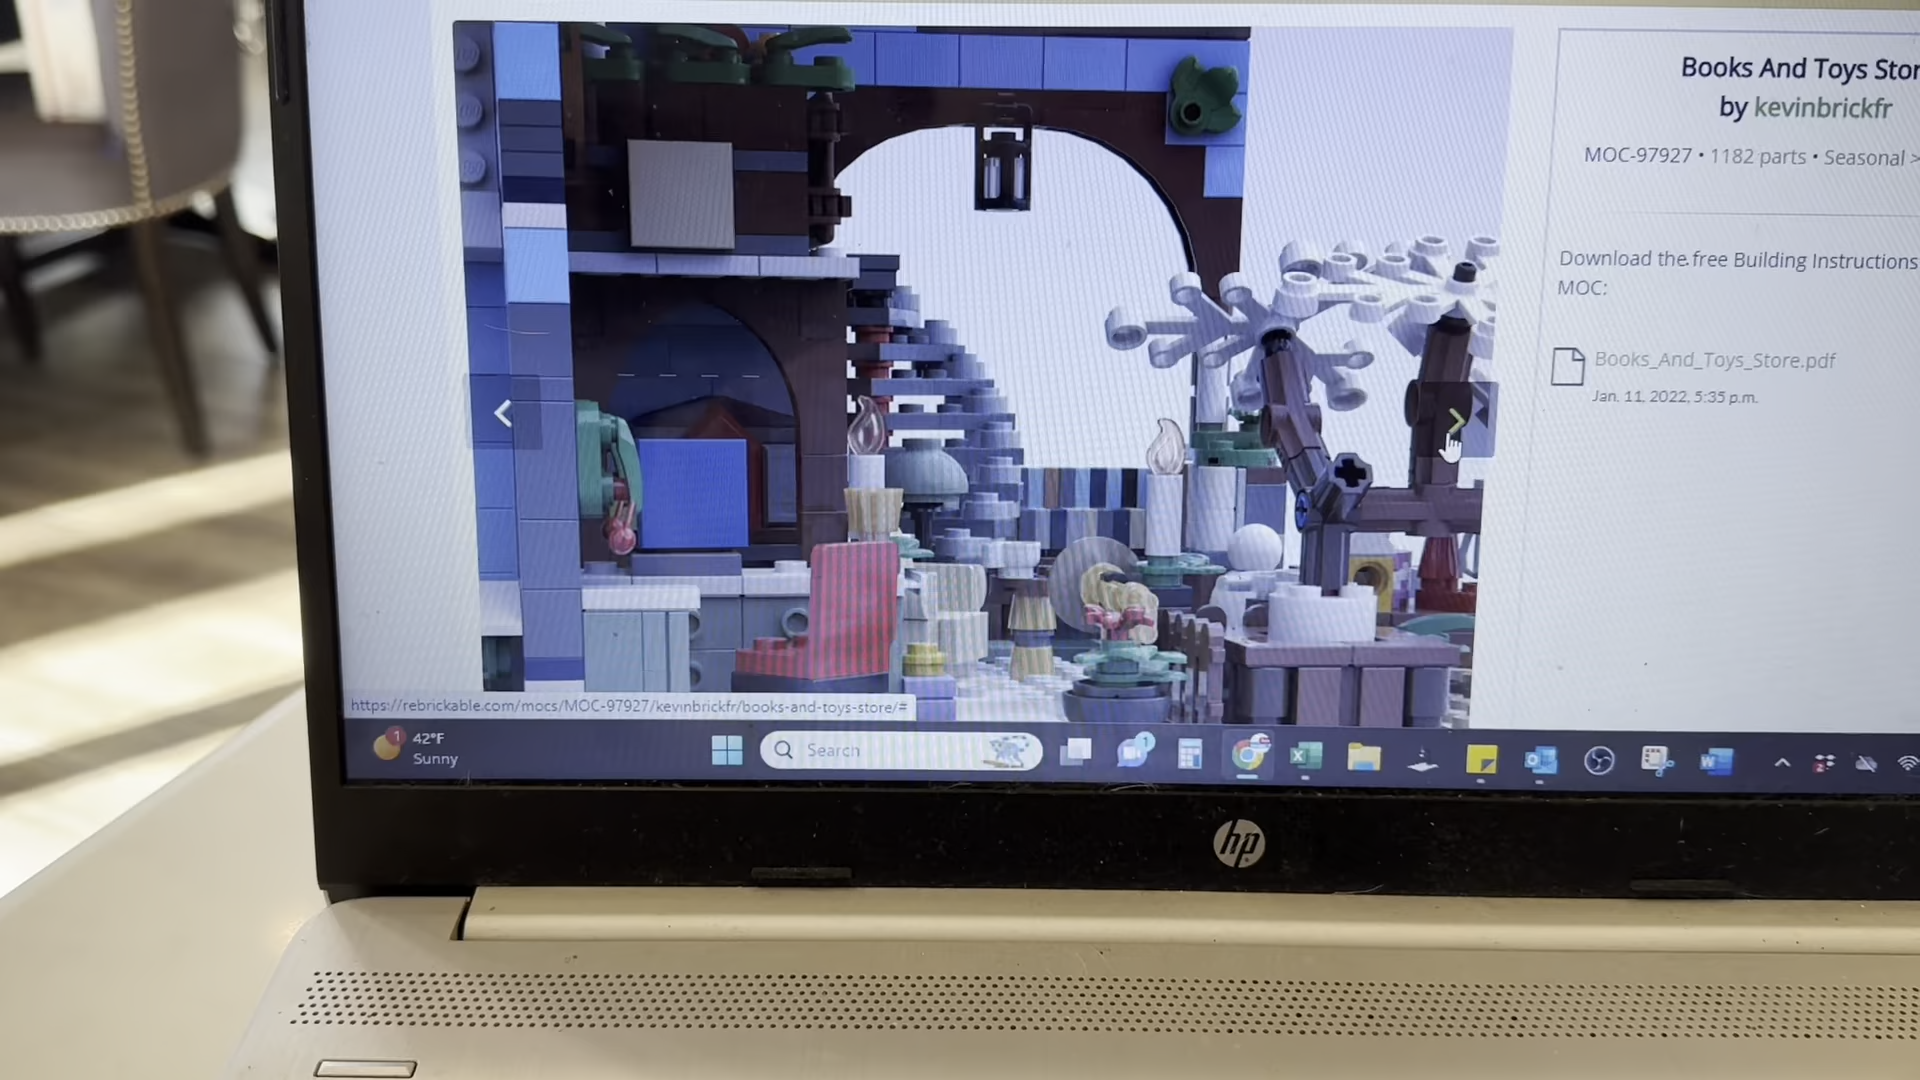 Books And Toys Stor
by kevinbrickfr
MOC-97927 • 1182 parts • Seasonal >
Download the free Building Instructions
MOC:
Books_And_Toys_Store.pdf
Jan. 11, 2022, 5:35 p.m.
https://rebrickable.com/mocs/MOC-97927/kevinbrickfr/books-and-toys-store/#
1
42°F
Sunny
Search
1
hp